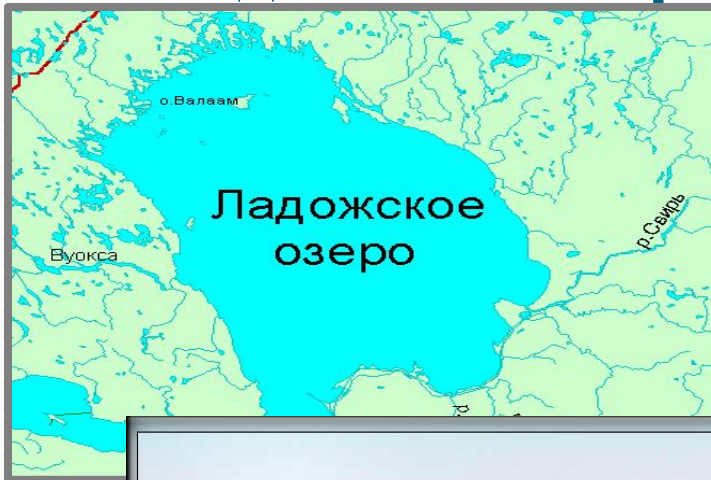 о.Валаам
Ладожское
озеро
Вуокса
р.Свирь